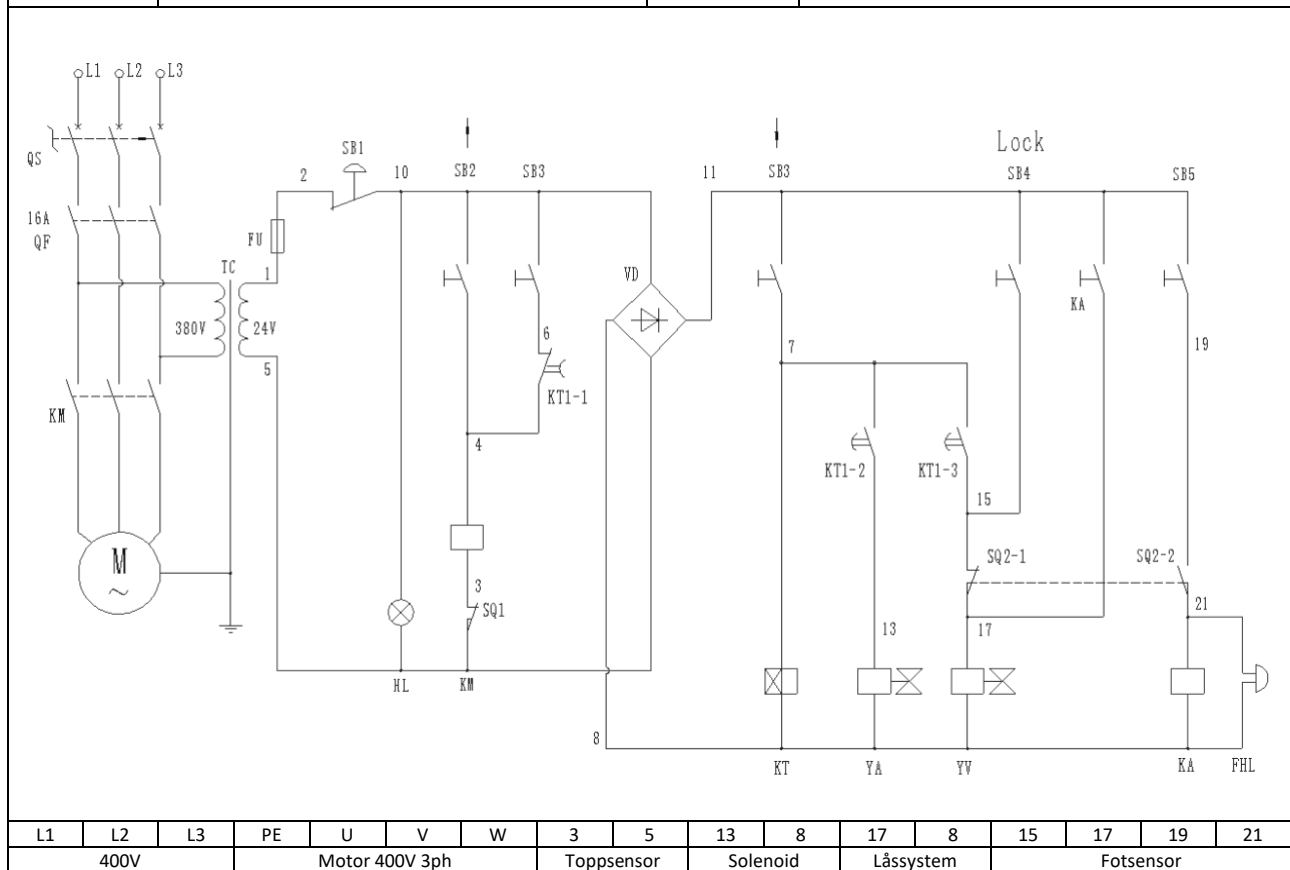 L1 L2 L3
Lock
SB1
QS
2
10
SB2
SB3
11
SB3
SB4
SB5
16A
QF
FU
TC
1
VD
KA
380V
24V
6
7
19
5
KT1-1
KM
4
KT1-2
KT1-3
15
M
~
3
SQ1
SQ2-1
SQ2-2
21
13
17
HL
KM
8
KT
YA
YV
KA
FHL
L1 L2 L3 PE U V W 3 5 13 8 17 8 15 17 19 21
400V Motor 400V 3ph Toppsensor Solenoid Låssystem Fotsensor